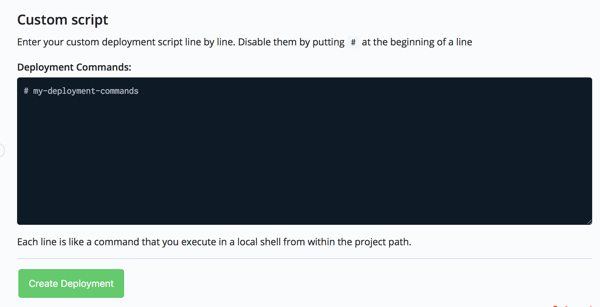 Custom script
Enter your custom deployment script line by line. Disable them by putting # at the beginning of a line
Deployment Commands:
# my-deployment-commands
Each line is like a command that you execute in a local shell from within the project path.
Create Deployment